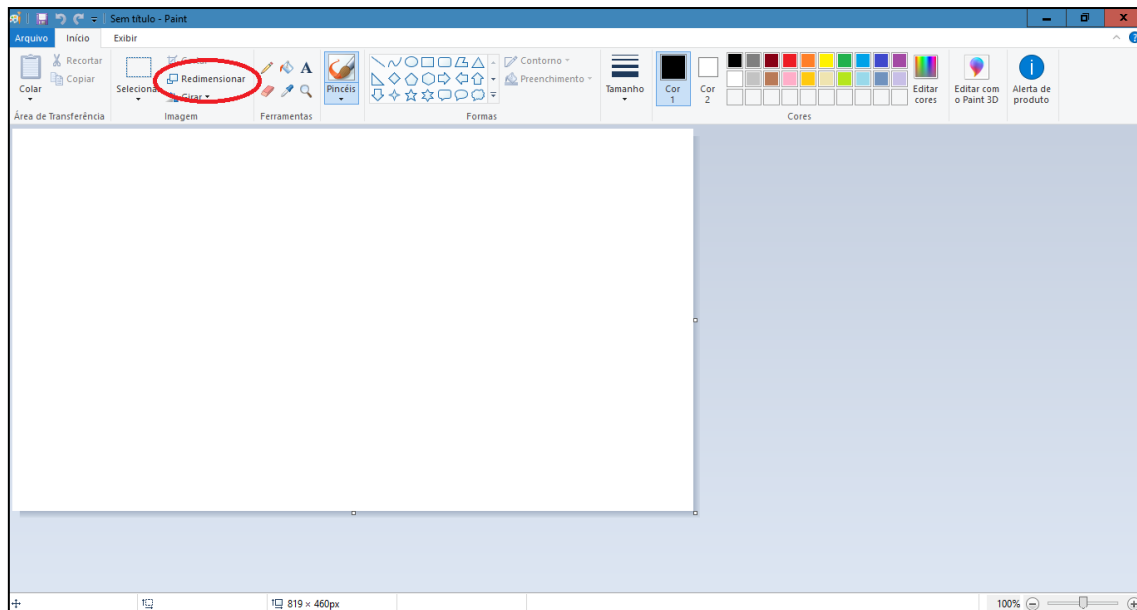 Sem título - Paint
Arquivo Início Exibir
Colar
Recortar
Copiar
Área de Transferência
Redimensionar
Girar
Imagem
A
Ferramentas
Pincéis
Contorno
Preenchimento
Formas
Tamanho
Cor 1
Cor 2
Editar cores
Cores
Editar com o Paint 3D
Alerta de produto
819 × 460px
100%